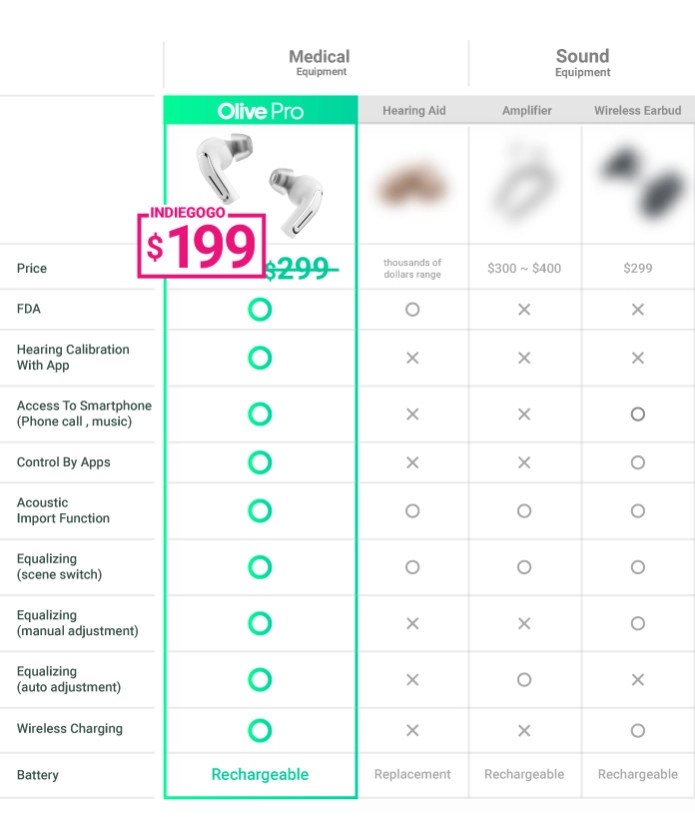 Medical
Equipment
Sound
Equipment
Olive Pro
Hearing Aid
Amplifier
Wireless Earbud
INDIEGOGO
$199
Price
$299
thousands of
dollars range
$300 ~ $400
$299
FDA
Hearing Calibration
With App
Access To Smartphone
(Phone call , music)
Control By Apps
Acoustic
Import Function
Equalizing
(scene switch)
Equalizing
(manual adjustment)
Equalizing
(auto adjustment)
Wireless Charging
Battery
Rechargeable
Replacement
Rechargeable
Rechargeable